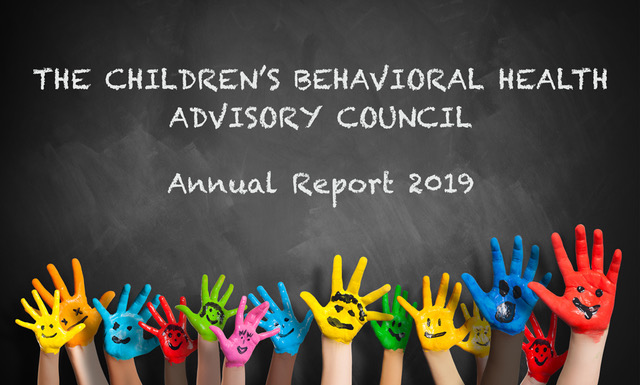 THE CHILDREN'S BEHAVIORAL HEALTH
ADVISORY COUNCIL
Annual Report 2019